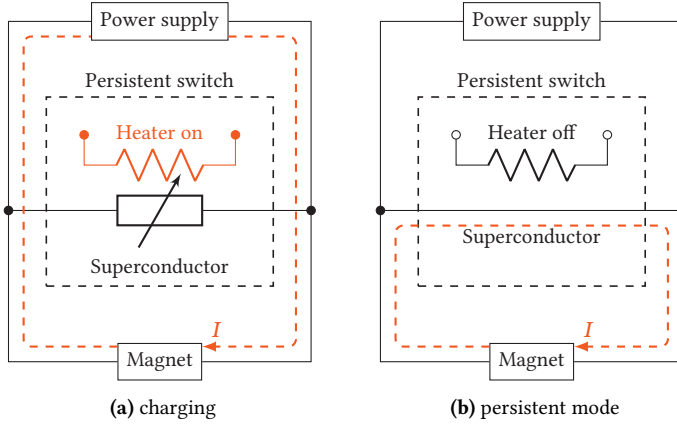 Power supply
Persistent switch
Heater on
Superconductor
I
Magnet
(a) charging
Power supply
Persistent switch
Heater off
Superconductor
I
Magnet
(b) persistent mode